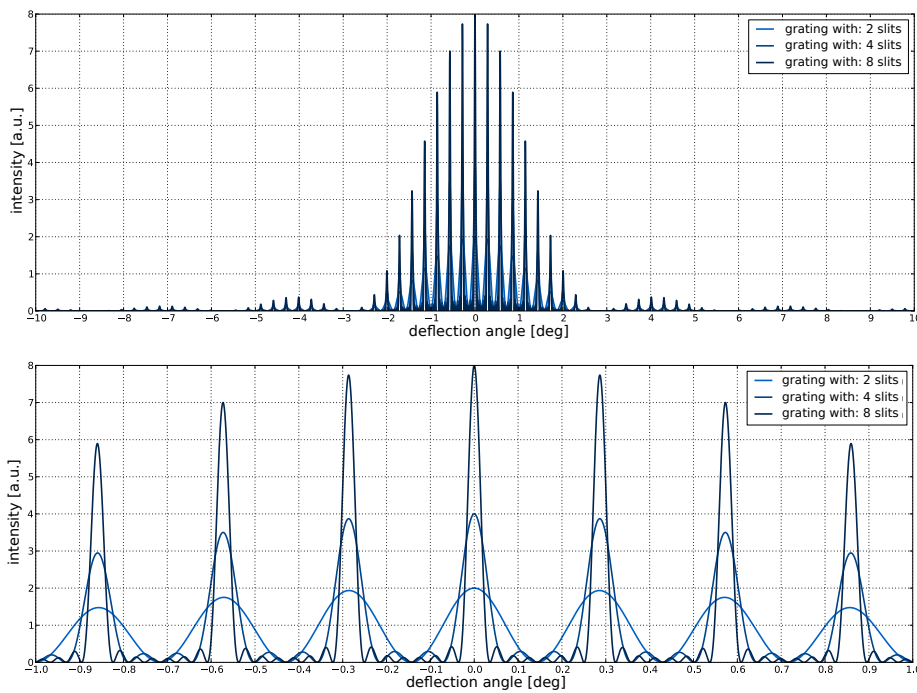 8
7
6
5
4
3
2
1
0
intensity [a.u.]
grating with: 2 slits
grating with: 4 slits
grating with: 8 slits
−10 −9 −8 −7 −6 −5 −4 −3 −2 −1 0 1 2 3 4 5 6 7 8 9 10
deflection angle [deg]
8
7
6
5
4
3
2
1
0
intensity [a.u.]
grating with: 2 slits
grating with: 4 slits
grating with: 8 slits
−1.0 −0.9 −0.8 −0.7 −0.6 −0.5 −0.4 −0.3 −0.2 −0.1 0.0 0.1 0.2 0.3 0.4 0.5 0.6 0.7 0.8 0.9 1.0
deflection angle [deg]